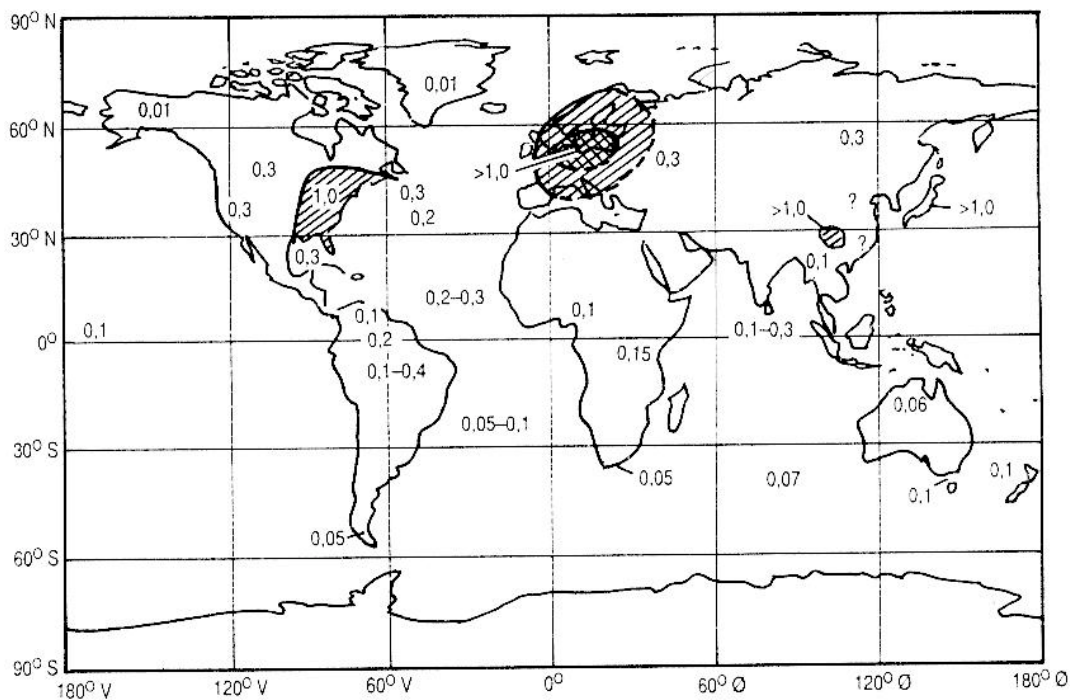 90° N
0,01
0,01
60° N
0,3
0,3
>1,0
0,3
1,0
0,3
0,3
0,2
>1,0
?
>1,0
30° N
?
0,3
0,1
0,2–0,3
0,1
0,1
0,1–0,3
0,1
0,2
0,15
0°
0,1–0,4
0,06
0,05–0,1
30° S
0,05
0,07
0,1
0,1
0,05
60° S
90° S
180° V
120° V
60° V
0°
60° Ø
120° Ø
180° Ø